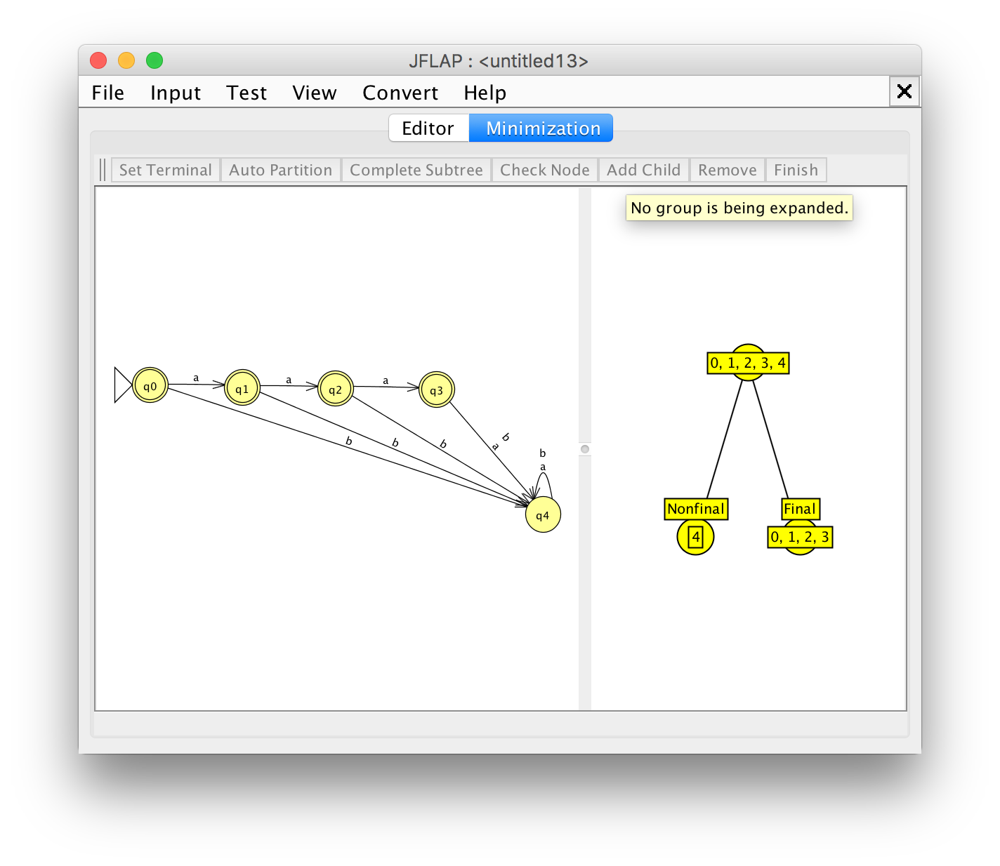 JFLAP : <untitled13>
File Input Test View Convert Help
Editor Minimization
Set Terminal Auto Partition Complete Subtree Check Node Add Child Remove Finish
No group is being expanded.
q0 a q1 a q2 a q3
b b b a b
b
a
q4
0, 1, 2, 3, 4
Nonfinal Final
4 0, 1, 2, 3